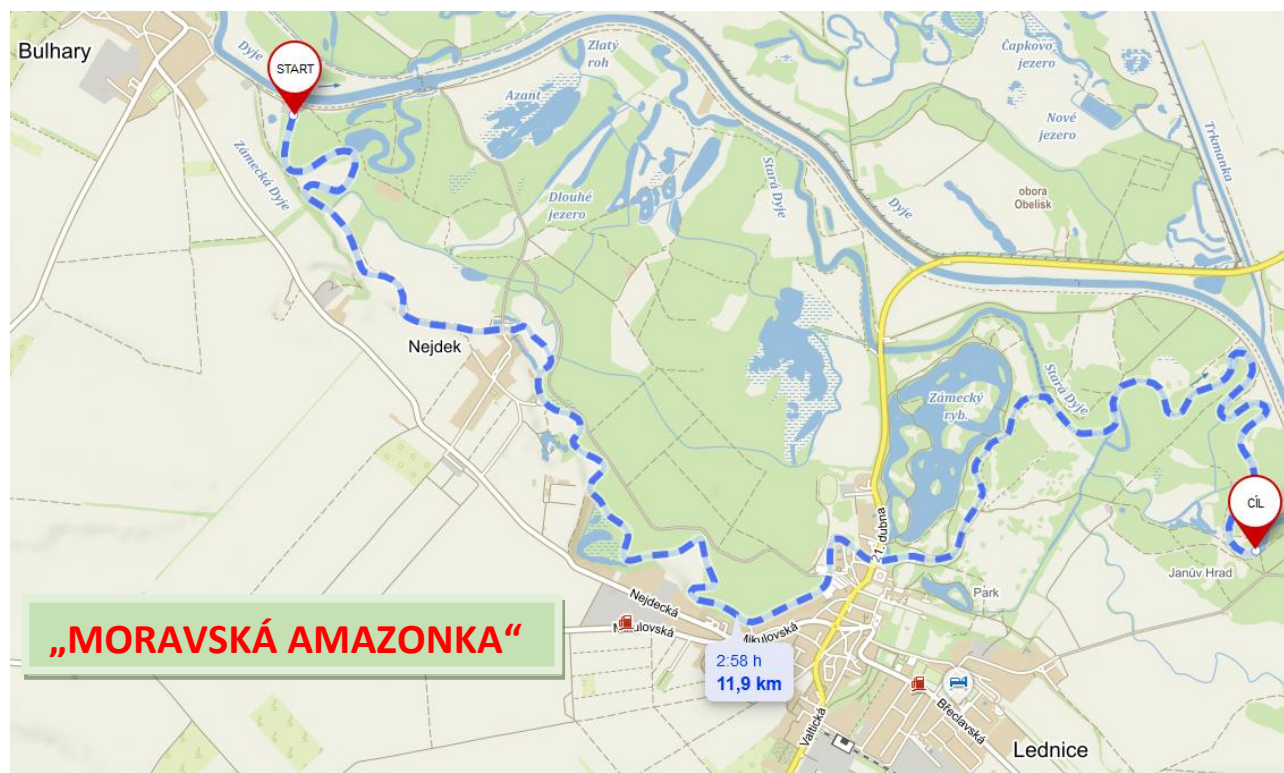 Bulhary
Dyje
START
Zlatý
roh
Azant
Čapkovo
jezero
Nové
jezero
Trkmanka
Zámecká Dyje
Dlouhé
jezero
Stará Dyje
Dyje
obora
Obelisk
Nejdek
Zámecký
ryb.
Stará Dyje
CÍL
21. dubna
Janův Hrad
Park
Nejdecká
Mikulovská
Mikulovská
„MORAVSKÁ AMAZONKA“
2:58 h
11,9 km
Valtická
Břeclavská
Lednice